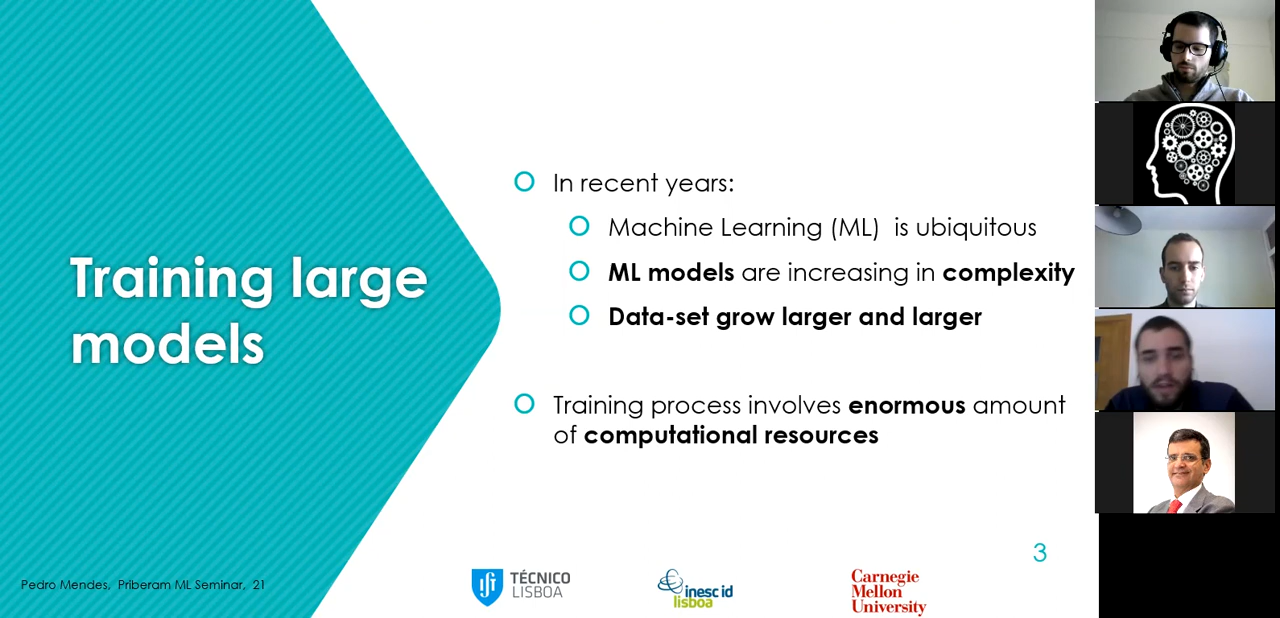 Training large
models
In recent years:
Machine Learning (ML) is ubiquitous
ML models are increasing in complexity
Data-set grow larger and larger
Training process involves enormous amount
of computational resources
3
Pedro Mendes, Priberam ML Seminar, 21
TÉCNICO
LISBOA
inesc id
lisboa
Carnegie
Mellon
University